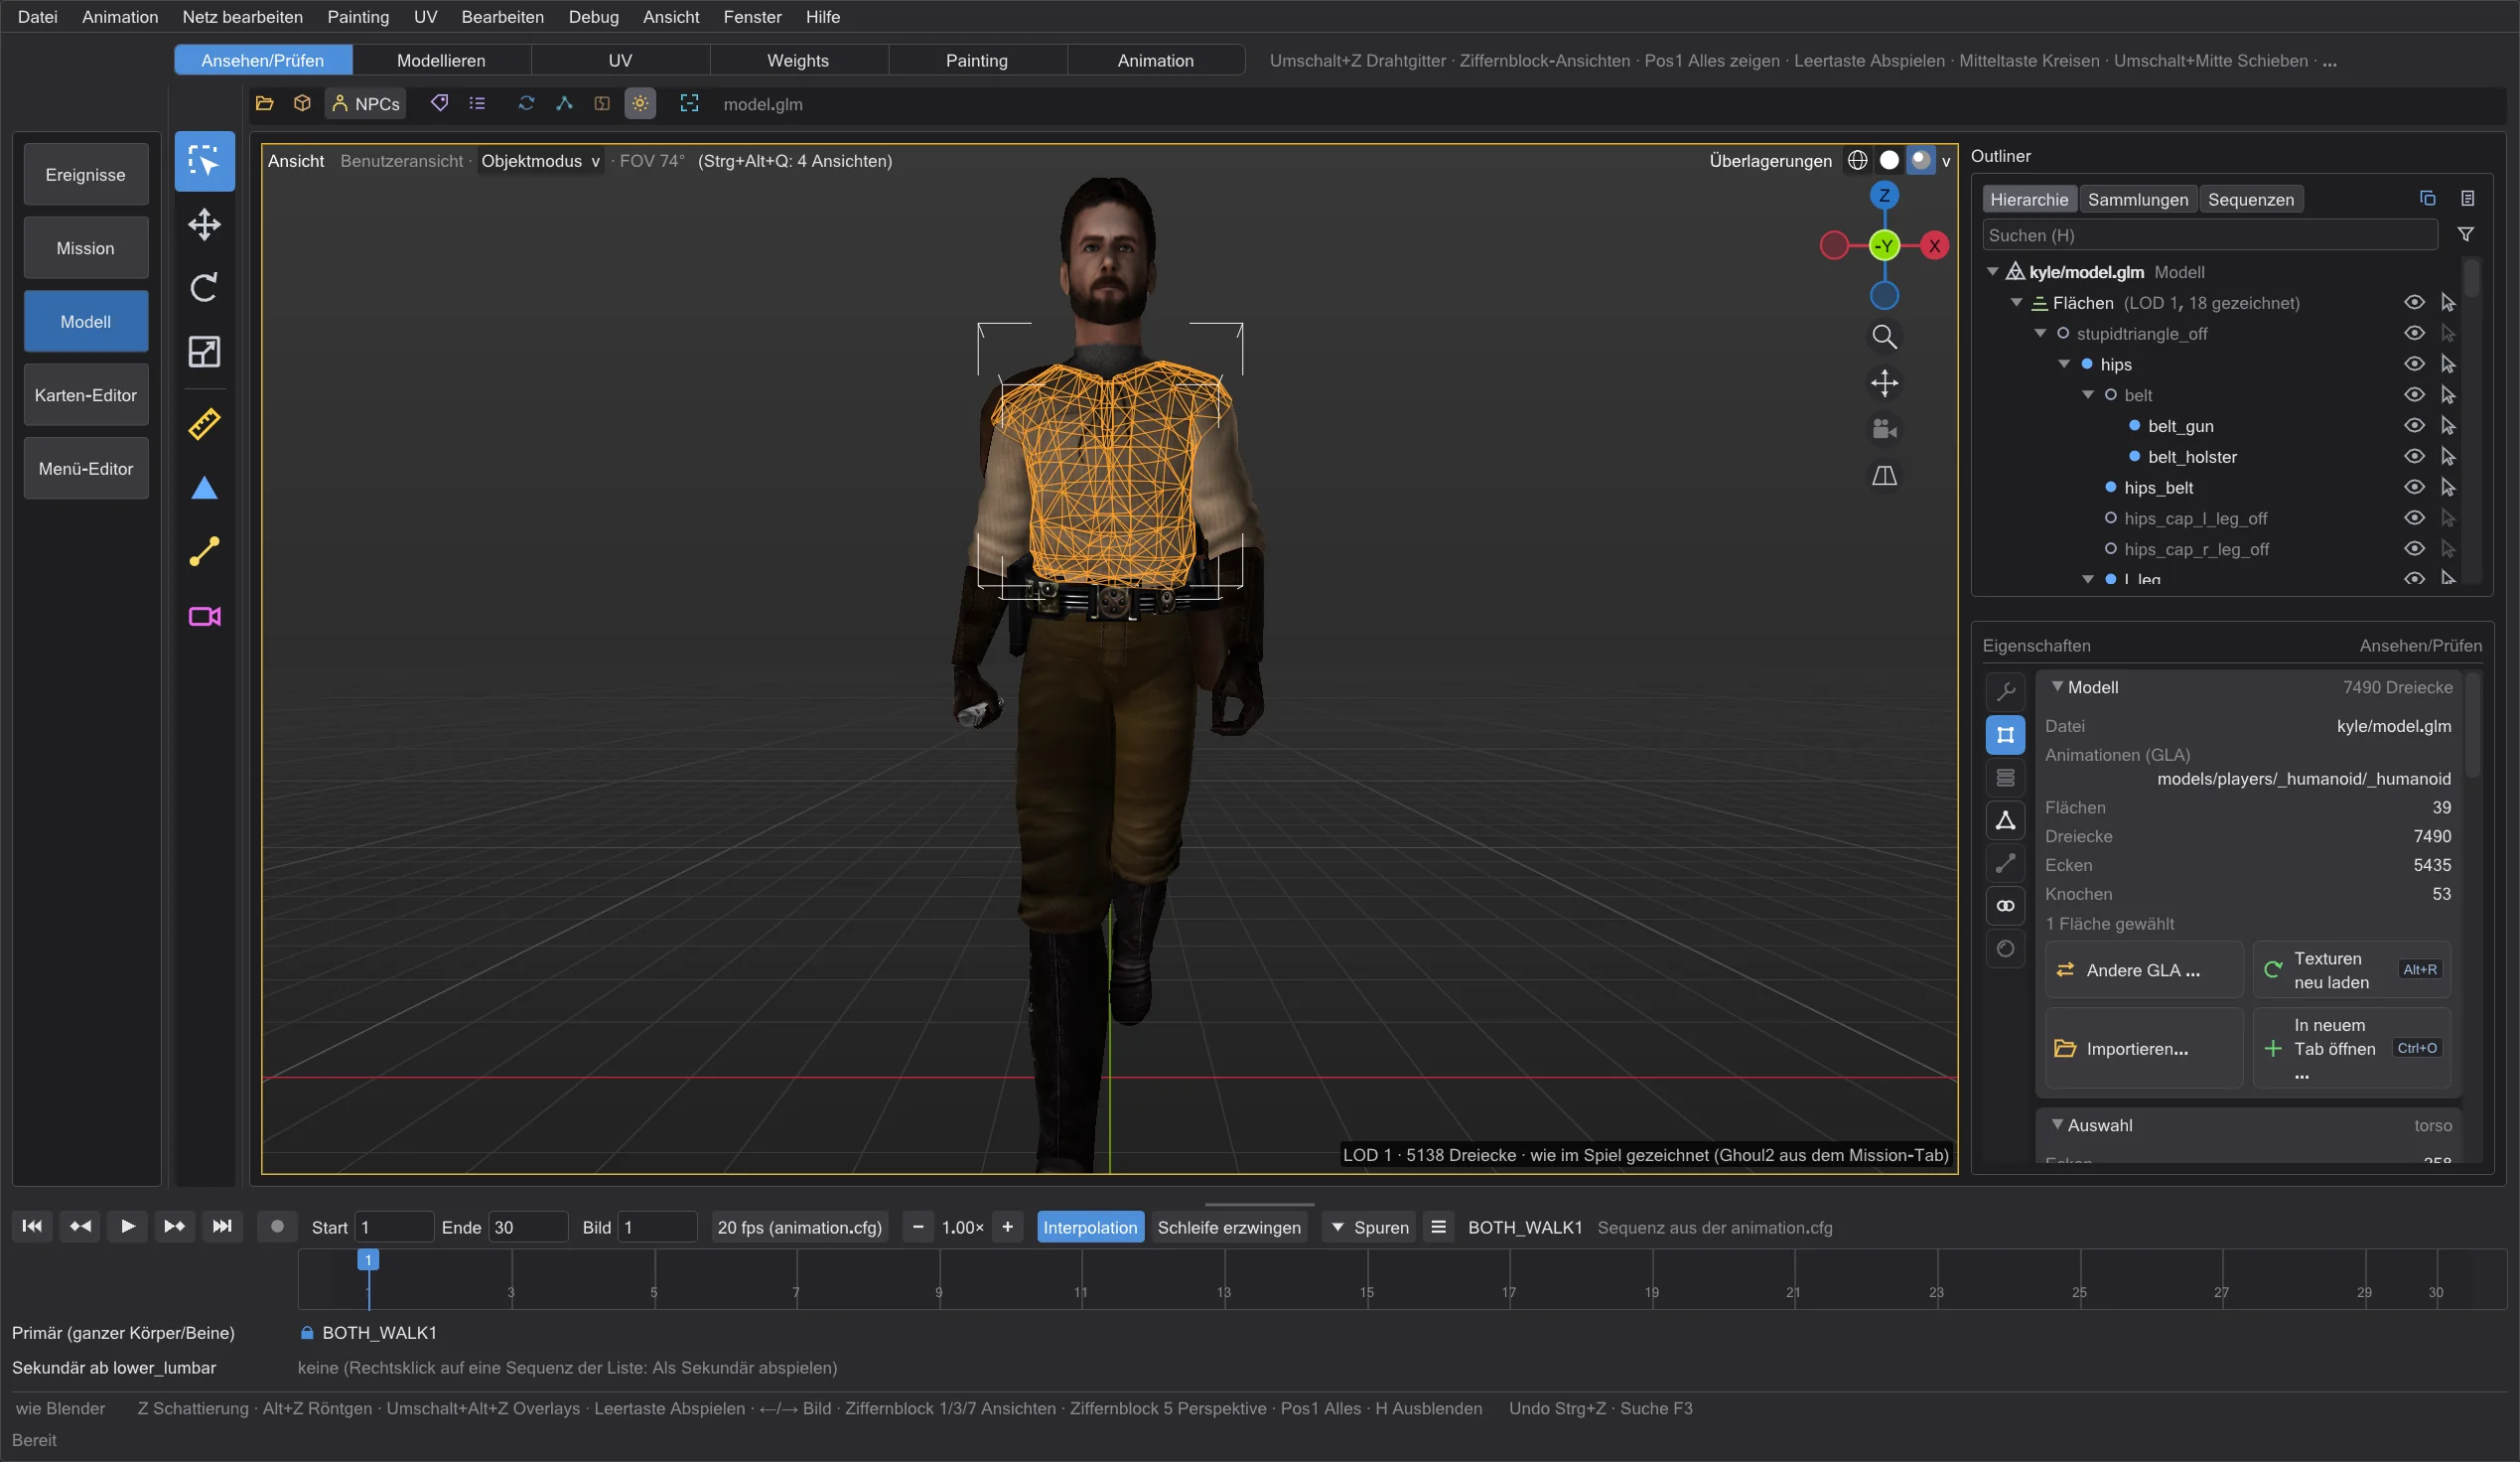 Datei Animation Netz bearbeiten Painting UV Bearbeiten Debug Ansicht Fenster Hilfe
Ansehen/Prüfen Modellieren UV Weights Painting Animation Umschalt+Z Drahtgitter · Ziffernblock-Ansichten · Pos1 Alles zeigen · Leertaste Abspielen · Mitteltaste Kreisen · Umschalt+Mitte Schieben · ...
NPCs model.glm
Ereignisse
Mission
Modell
Karten-Editor
Menü-Editor
Ansicht Benutzeransicht · Objektmodus v · FOV 74° (Strg+Alt+Q: 4 Ansichten) Überlagerungen v
Z
-Y X
LOD 1 · 5138 Dreiecke · wie im Spiel gezeichnet (Ghoul2 aus dem Mission-Tab)
Outliner
Hierarchie Sammlungen Sequenzen
Suchen (H)
kyle/model.glm Modell
Flächen (LOD 1, 18 gezeichnet)
stupidtriangle_off
hips
belt
belt_gun
belt_holster
hips_belt
hips_cap_l_leg_off
hips_cap_r_leg_off
l_leg
Eigenschaften Ansehen/Prüfen
Modell 7490 Dreiecke
Datei kyle/model.glm
Animationen (GLA)
models/players/_humanoid/_humanoid
Flächen 39
Dreiecke 7490
Ecken 5435
Knochen 53
1 Fläche gewählt
Andere GLA ... Texturen neu laden Alt+R
Importieren... In neuem Tab öffnen ... Ctrl+O
Auswahl torso
Ecken 258
Start 1 Ende 30 Bild 1 20 fps (animation.cfg) − 1.00× + Interpolation Schleife erzwingen Spuren BOTH_WALK1 Sequenz aus der animation.cfg
1
1 3 5 7 9 11 13 15 17 19 21 23 25 27 29 30
Primär (ganzer Körper/Beine) BOTH_WALK1
Sekundär ab lower_lumbar keine (Rechtsklick auf eine Sequenz der Liste: Als Sekundär abspielen)
wie Blender Z Schattierung · Alt+Z Röntgen · Umschalt+Alt+Z Overlays · Leertaste Abspielen · ←/→ Bild · Ziffernblock 1/3/7 Ansichten · Ziffernblock 5 Perspektive · Pos1 Alles · H Ausblenden Undo Strg+Z · Suche F3
Bereit